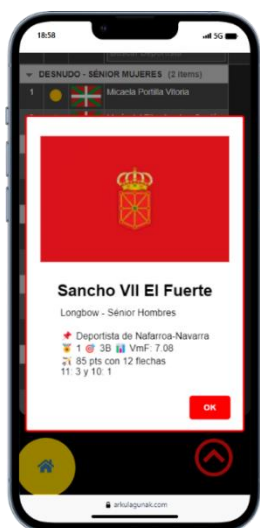 18:58
5G
DESNUDO - SÉNIOR MUJERES (2 items)
1 Micaela Portilla Vitoria
Sancho VII El Fuerte
Longbow - Sénior Hombres
Deportista de Nafarroa-Navarra
1 3B VmF: 7.08
85 pts con 12 flechas
11: 3 y 10: 1
OK
arkulagunak.com